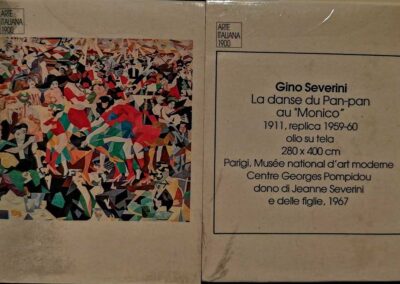 ARTE
ITALIANA
1900
ARTE
ITALIANA
1900
Gino Severini
La danse du Pan-pan
au "Monico"
1911, replica 1959-60
olio su tela
280 x 400 cm
Parigi, Musée national d'art moderne
Centre Georges Pompidou
dono di Jeanne Severini
e delle figlie, 1967